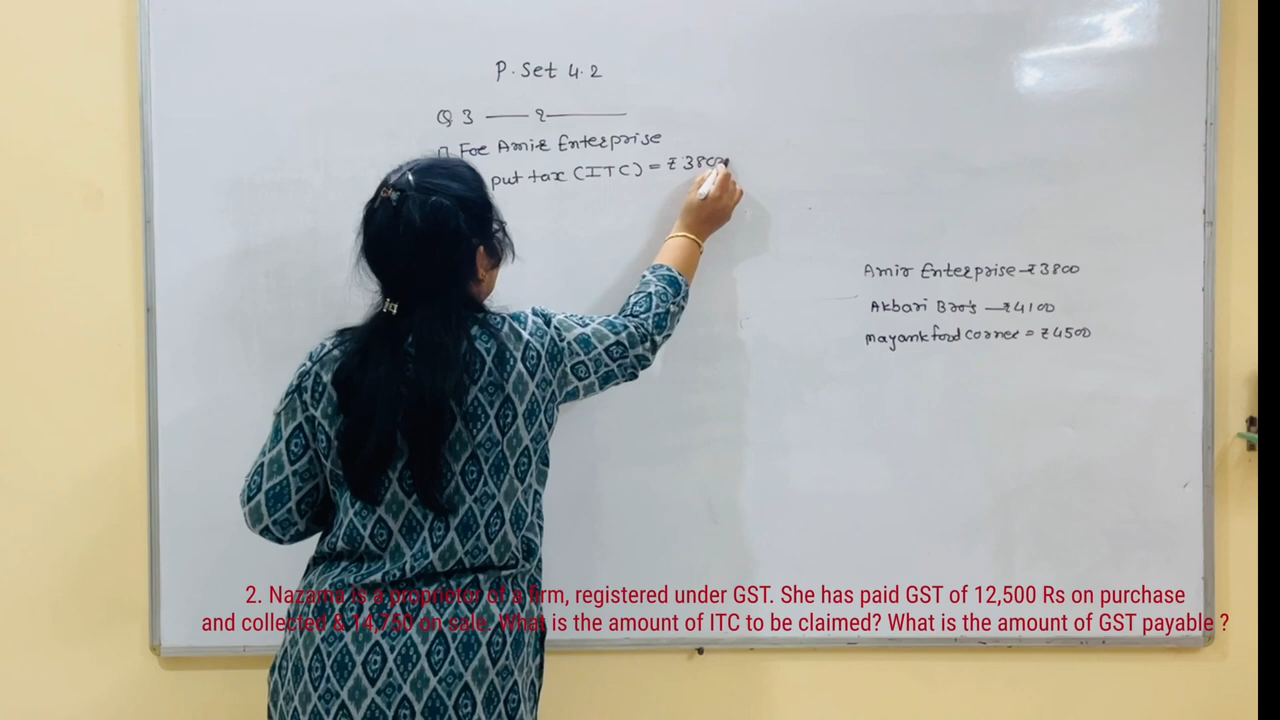 P. Set 4.2
Q 3 —— 2———
For Amir Enterprise
put tax (ITC) = ₹ 3800
Amir Enterprise → ₹3800
Akbari Bro's — ₹4100
mayank food corner = ₹4500
2. Nazama is a proprietor of a firm, registered under GST. She has paid GST of 12,500 Rs on purchase
and collected & 14,750 on sale. What is the amount of ITC to be claimed? What is the amount of GST payable ?